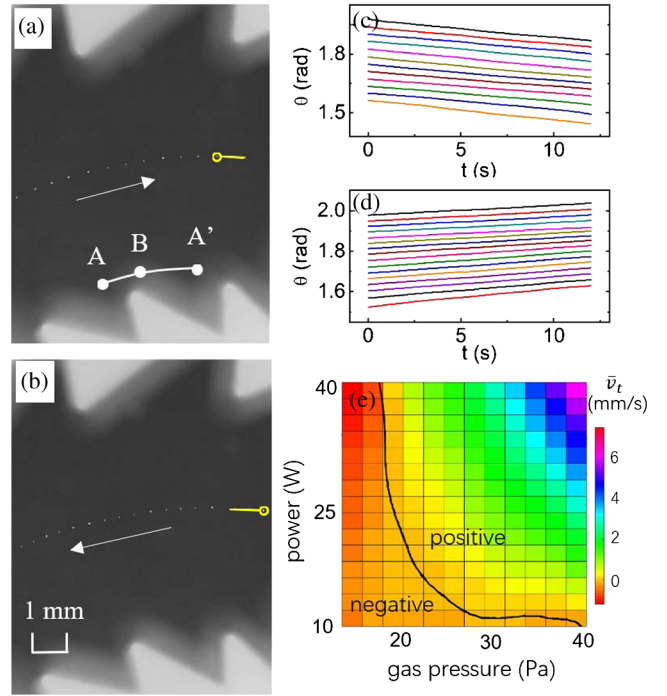 (a)
A
B
A’
(b)
1 mm
(c)
1.8
1.5
θ (rad)
0
5
10
t (s)
(d)
2.0
1.8
1.6
θ (rad)
0
5
10
t (s)
(e)
40
25
10
power (W)
positive
negative
20
30
40
gas pressure (Pa)
v̄t
(mm/s)
6
4
2
0